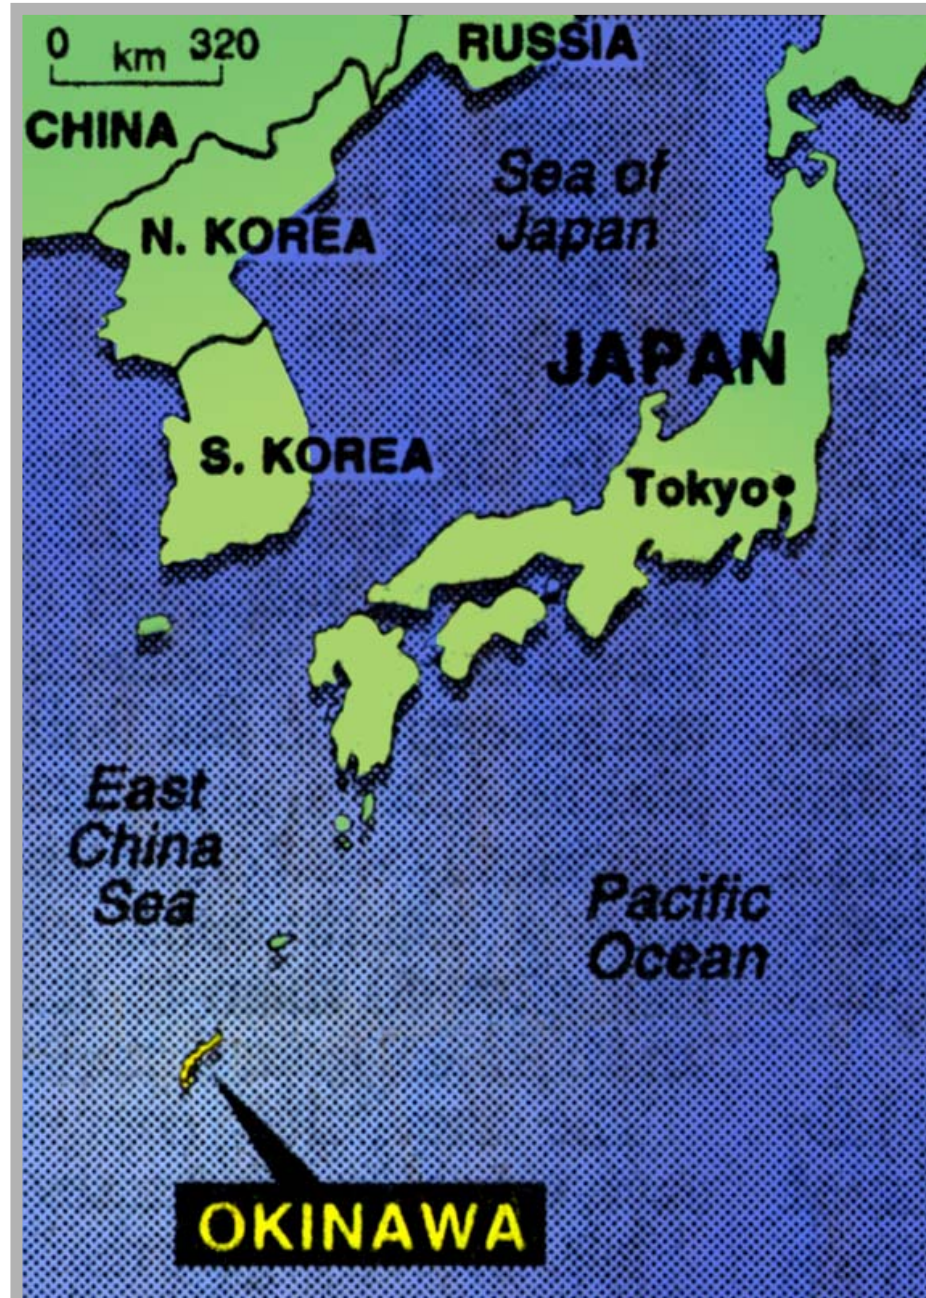 0 km 320
RUSSIA
CHINA
Sea of
Japan
N. KOREA
JAPAN
S. KOREA
Tokyo
East
China
Sea
Pacific
Ocean
OKINAWA